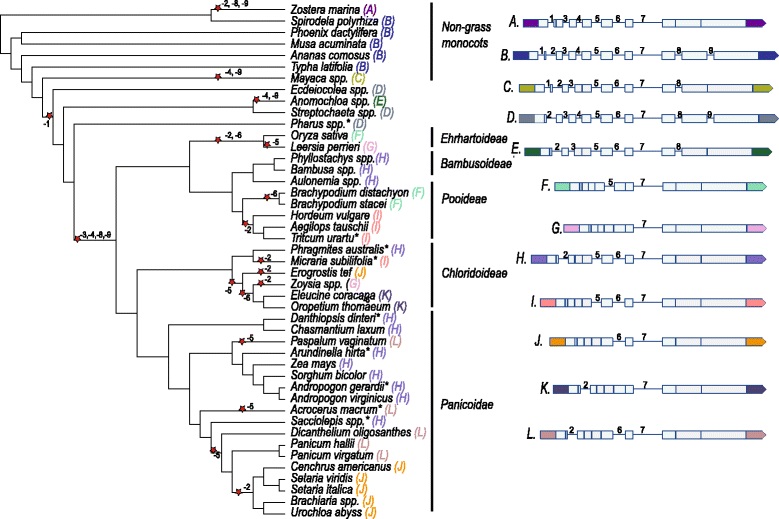 -2, -8, -9
Zostera marina (A)
Spirodela polyrhiza (B)
Phoenix dactylifera (B)
Musa acuminata (B)
Ananas comosus (B)
Typha latifolia (B)
-4, -9
Mayaca spp. (C)
Ecdeiocolea spp. (D)
-4, -9
Anomochloa spp. (E)
-1
Streptochaeta spp. (D)
Pharus spp.* (D)
-2, -6
Oryza sativa (F)
-5
Leersia perrieri (G)
Phyllostachys spp.(H)
Bambusa spp. (H)
Aulonemia spp. (H)
-6
Brachypodium distachyon (F)
Brachypodium stacei (F)
Hordeum vulgare (I)
-2
Aegilops tauschii (I)
-3,-4,-8,-9
Triticum urartu* (I)
Phragmites australis* (H)
-2
Micraria subilifolia* (I)
-2
Erogrostis tef (J)
-2
Zoysia spp. (G)
-5
-6
Eleucine coracana (K)
Oropetium thomaeum (K)
Danthiopsis dinteri* (H)
Chasmantium laxum (H)
-5
Paspalum vaginatum (L)
Arundinella hirta* (H)
Zea mays (H)
Sorghum bicolor (H)
Andropogon gerardii* (H)
Andropogon virginicus (H)
-5
Acrocerus macrum* (L)
Sacciolepis spp.* (H)
Dicanthelium oligosanthes (L)
Panicum hallii (L)
-5
Panicum virgatum (L)
Cenchrus americanus (J)
Setaria viridis (J)
-2
Setaria italica (J)
Brachiaria spp. (J)
Urochloa abyss (J)
Non-grass
monocots
Ehrhartoideae
Bambusoideae
Pooideae
Chloridoideae
Panicoidae
A. 1 3 4 5 6 7
B. 1 2 3 4 5 6 7 8 9
C. 1 2 3 5 6 7 8
D. 1 2 3 4 5 6 7 8 9
E. 2 3 5 6 7 8
F. 5 7
G. 7
H. 2 5 6 7
I. 5 6 7
J. 6 7
K. 2 7
L. 2 6 7